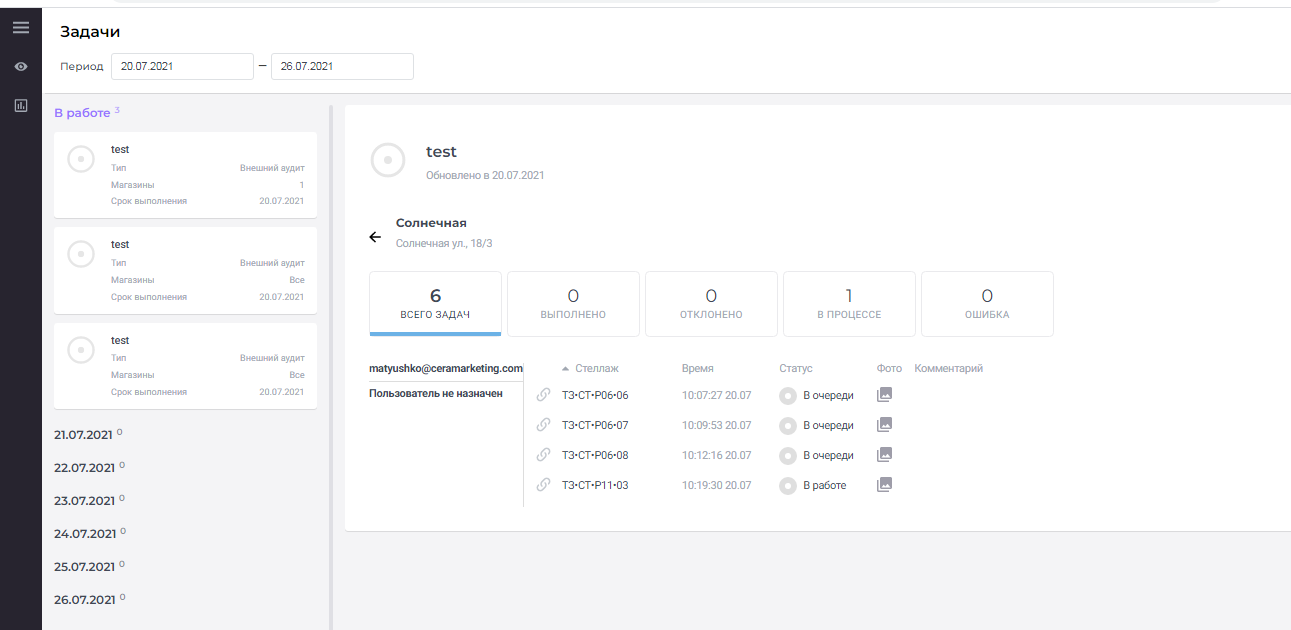 Задачи
Период 20.07.2021 – 26.07.2021
В работе 3
test
Тип Внешний аудит
Магазины 1
Срок выполнения 20.07.2021
test
Тип Внешний аудит
Магазины Все
Срок выполнения 20.07.2021
test
Тип Внешний аудит
Магазины Все
Срок выполнения 20.07.2021
21.07.2021 0
22.07.2021 0
23.07.2021 0
24.07.2021 0
25.07.2021 0
26.07.2021 0
test
Обновлено в 20.07.2021
Солнечная
Солнечная ул., 18/3
6 ВСЕГО ЗАДАЧ
0 ВЫПОЛНЕНО
0 ОТКЛОНЕНО
1 В ПРОЦЕССЕ
0 ОШИБКА
matyushko@ceramarketing.com
Пользователь не назначен
Стеллаж Время Статус Фото Комментарий
ТЗ•СТ•Р06•06 10:07:27 20.07 В очереди
ТЗ•СТ•Р06•07 10:09:53 20.07 В очереди
ТЗ•СТ•Р06•08 10:12:16 20.07 В очереди
ТЗ•СТ•Р11•03 10:19:30 20.07 В работе